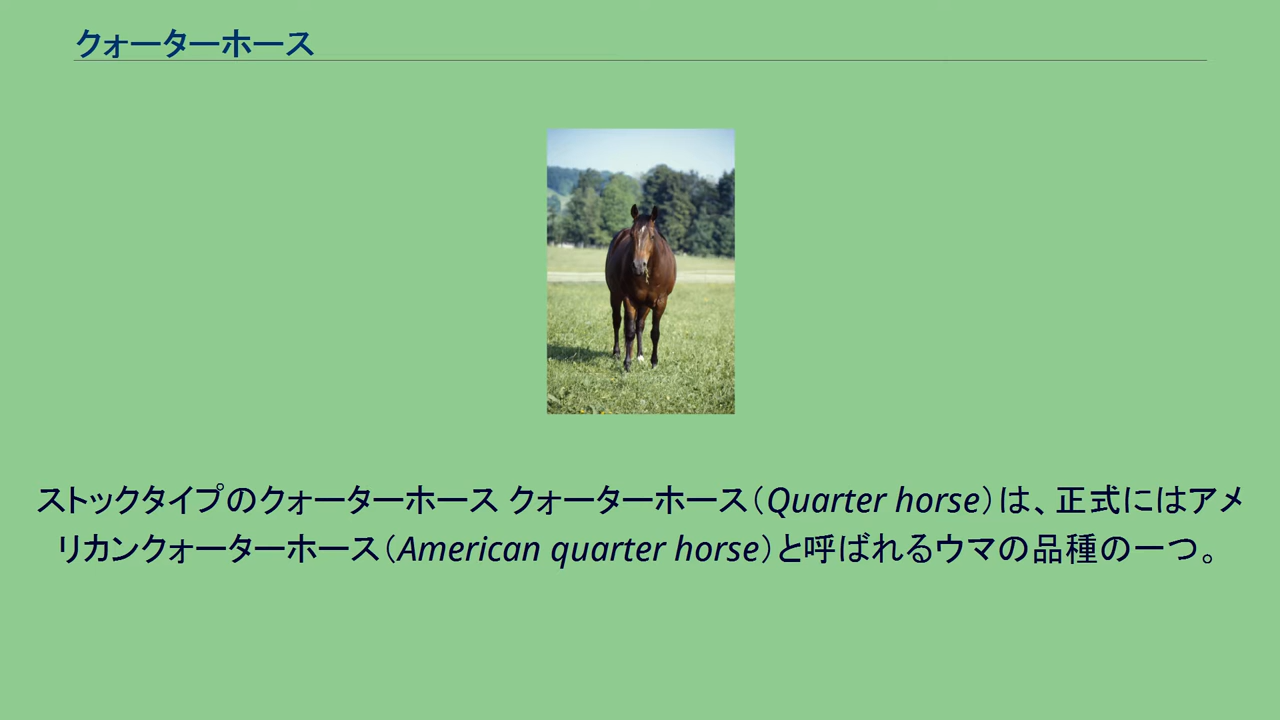 クォーターホース
ストックタイプのクォーターホース クォーターホース（Quarter horse）は、正式にはアメ
リカンクォーターホース（American quarter horse）と呼ばれるウマの品種の一つ。